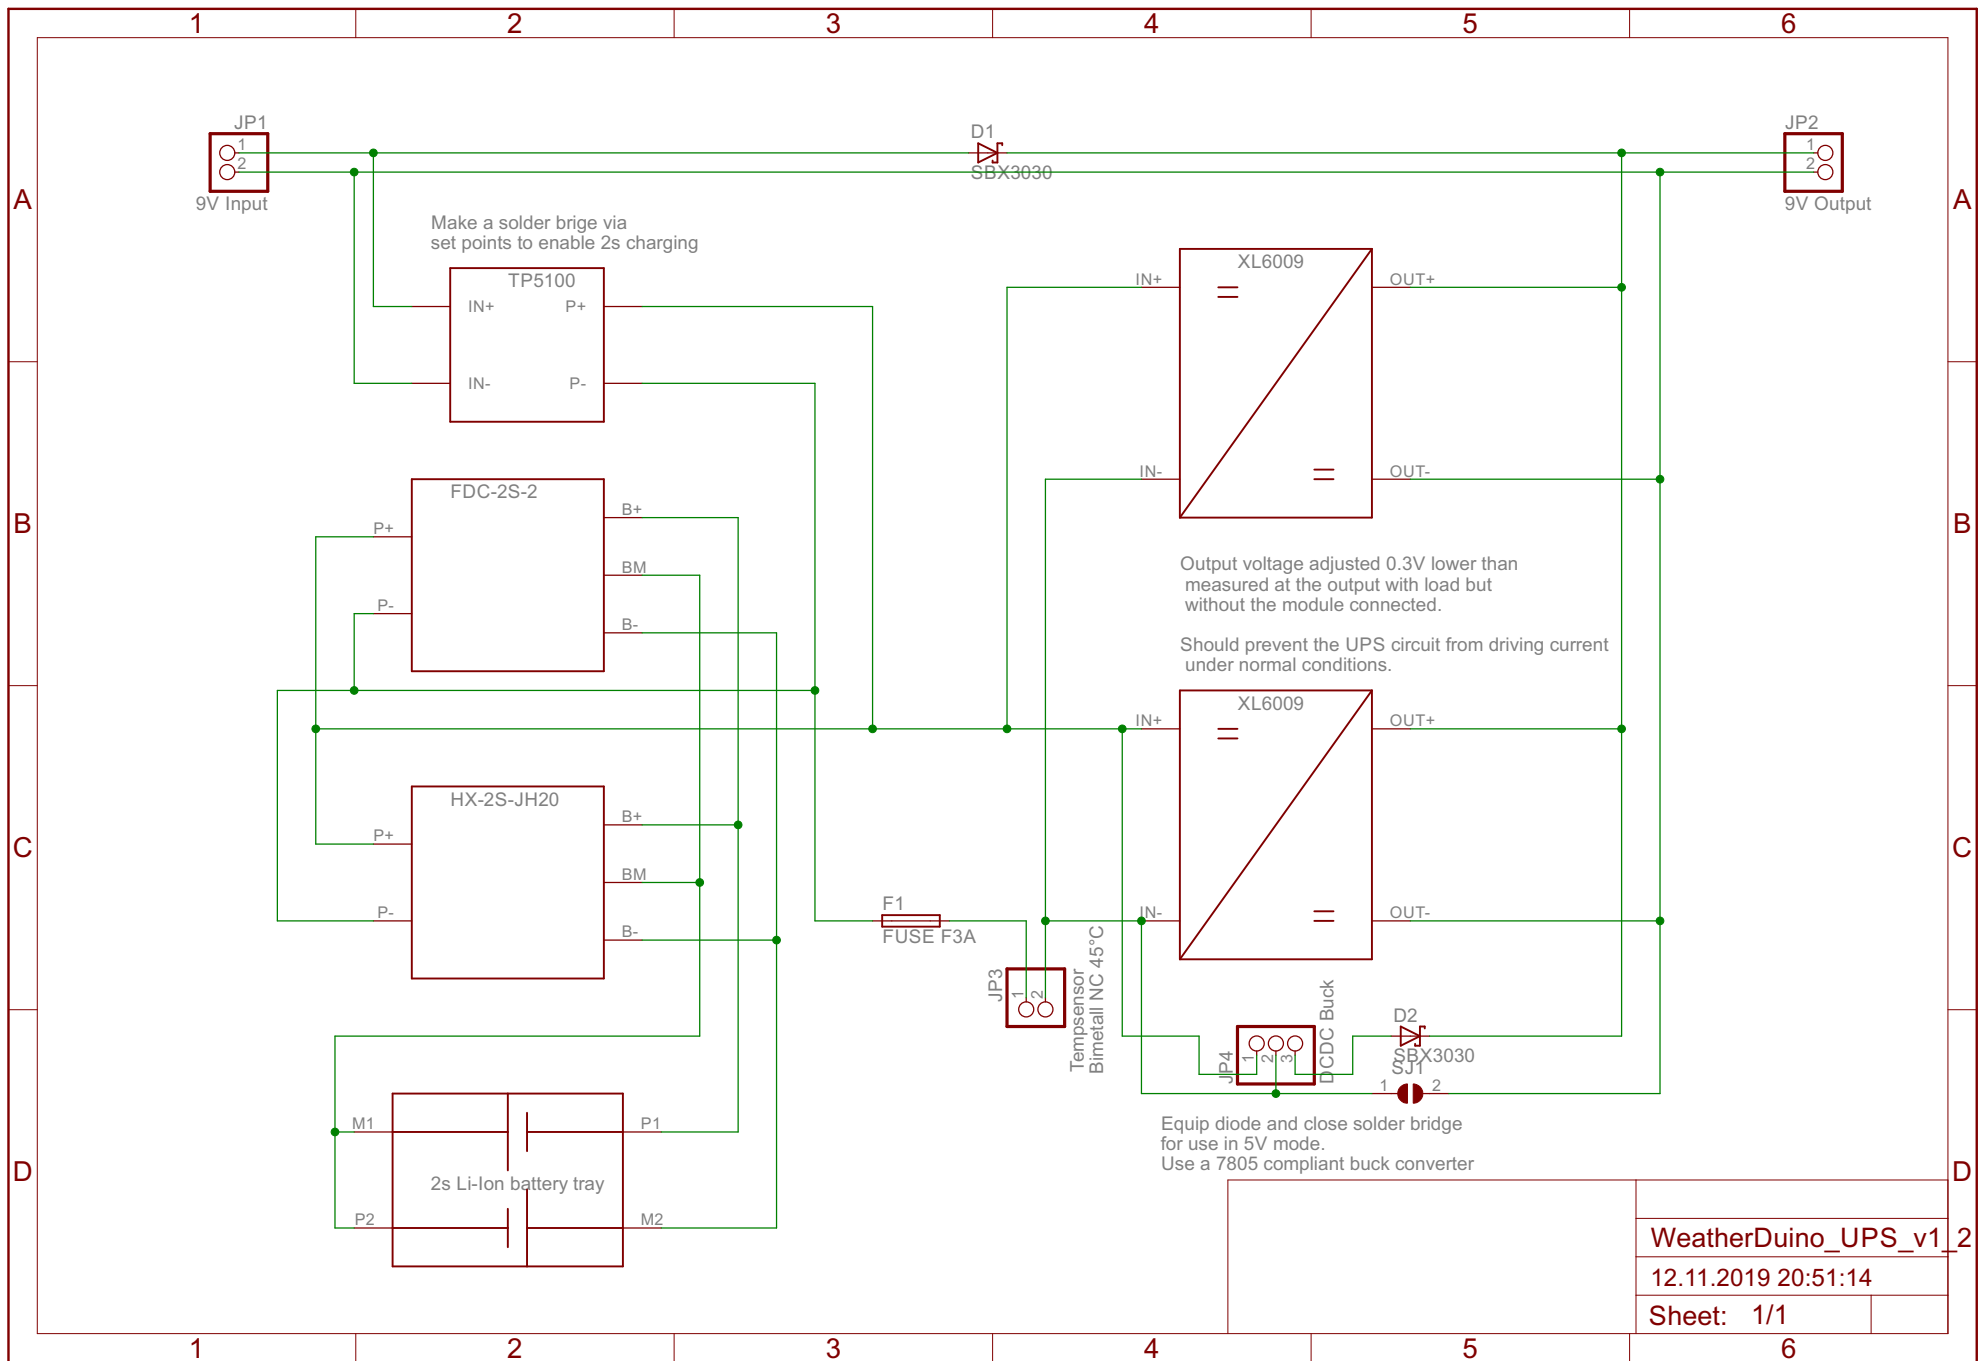 1 2 3 4 5 6
A A
B B
C C
D D
JP1
1
2
9V Input
D1
SBX3030
JP2
1
2
9V Output
Make a solder brige via
set points to enable 2s charging
TP5100
IN+ P+
IN- P-
XL6009
IN+ OUT+
IN- OUT-
FDC-2S-2
P+ B+
BM
P- B-
Output voltage adjusted 0.3V lower than
measured at the output with load but
without the module connected.
Should prevent the UPS circuit from driving current
under normal conditions.
XL6009
IN+ OUT+
IN- OUT-
HX-2S-JH20
P+ B+
BM
P- B-
F1
FUSE F3A
JP3
1
2
Tempsensor
Bimetall NC 45°C
JP4
1
2
3
DCDC Buck
D2
SBX3030
SJ1
1 2
Equip diode and close solder bridge
for use in 5V mode.
Use a 7805 compliant buck converter
M1 P1
2s Li-Ion battery tray
P2 M2
WeatherDuino_UPS_v1_2
12.11.2019 20:51:14
Sheet: 1/1
1 2 3 4 5 6